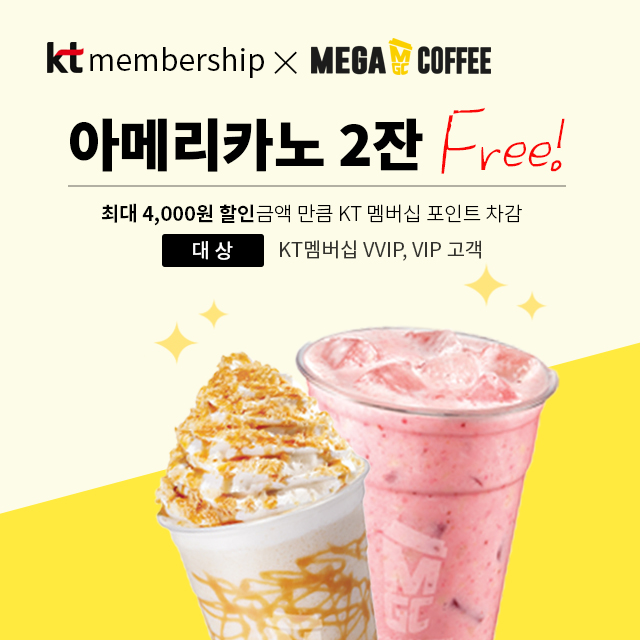 kt membership × MEGA MGC COFFEE
아메리카노 2잔 Free!
최대 4,000원 할인금액 만큼 KT 멤버십 포인트 차감
대 상 KT멤버십 VVIP, VIP 고객
MGC